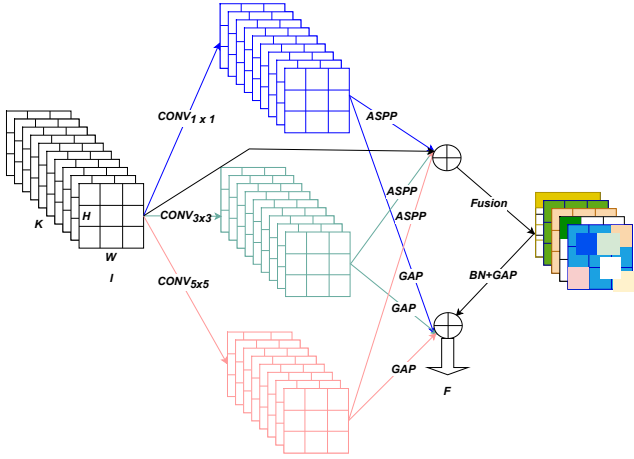 CONV1 x 1
ASPP
K
H
W
I
CONV3x3
ASPP
ASPP
Fusion
CONV5x5
GAP
BN+GAP
GAP
GAP
F